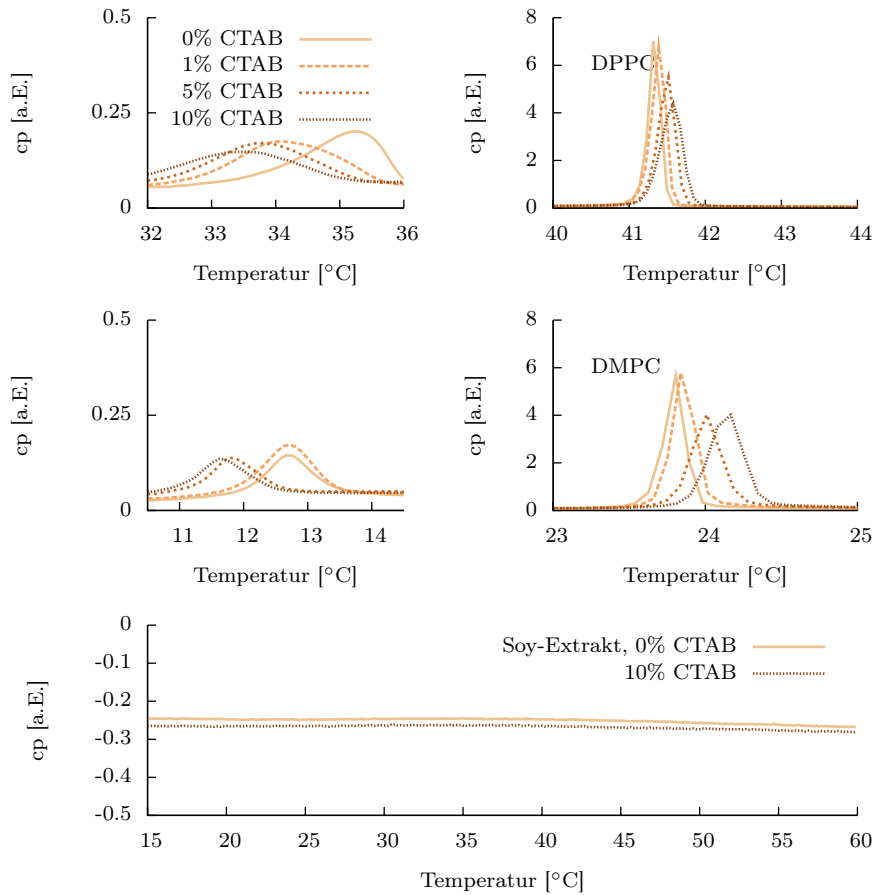 0.5
0% CTAB
1% CTAB
5% CTAB
10% CTAB
0.25
0
cp [a.E.]
32 33 34 35 36
Temperatur [°C]
8
6
4
2
0
cp [a.E.]
DPPC
40 41 42 43 44
Temperatur [°C]
0.5
0.25
0
cp [a.E.]
11 12 13 14
Temperatur [°C]
8
6
4
2
0
cp [a.E.]
DMPC
23 24 25
Temperatur [°C]
0
-0.1
-0.2
-0.3
-0.4
-0.5
cp [a.E.]
Soy-Extrakt, 0% CTAB
10% CTAB
15 20 25 30 35 40 45 50 55 60
Temperatur [°C]